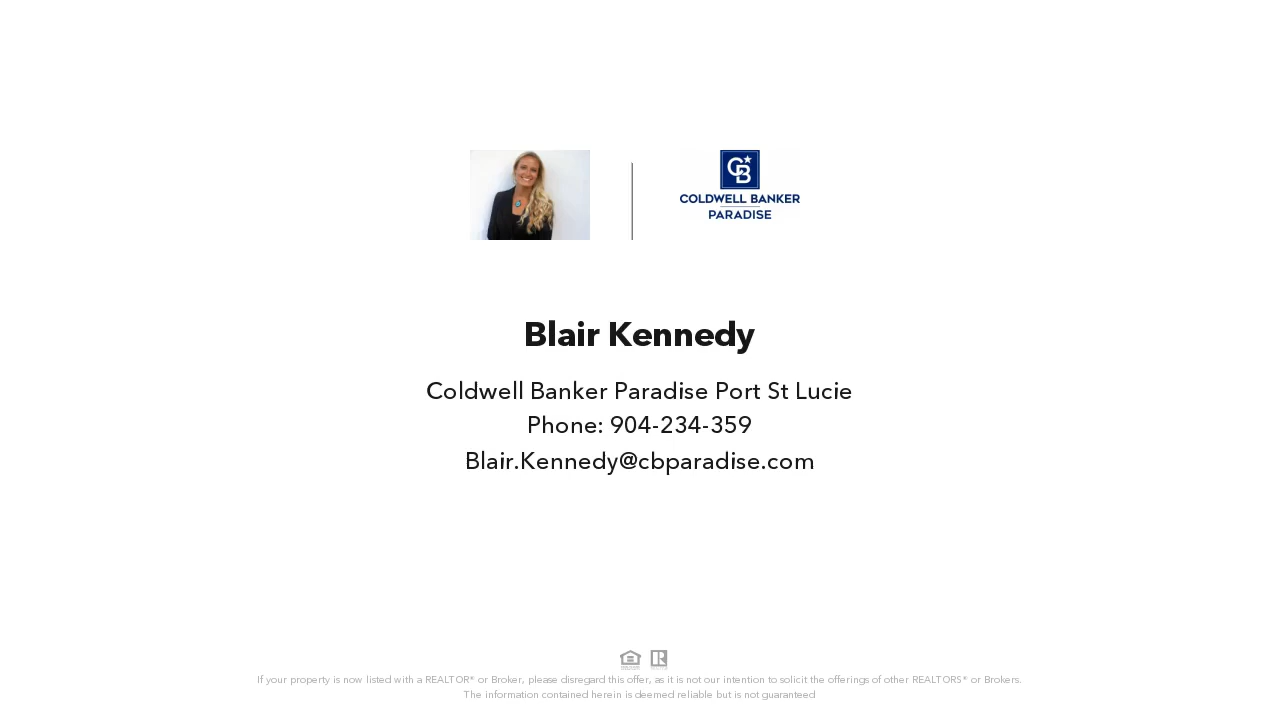 CB
COLDWELL BANKER
PARADISE
Blair Kennedy
Coldwell Banker Paradise Port St Lucie
Phone: 904-234-359
Blair.Kennedy@cbparadise.com
If your property is now listed with a REALTOR® or Broker, please disregard this offer, as it is not our intention to solicit the offerings of other REALTORS® or Brokers.
The information contained herein is deemed reliable but is not guaranteed